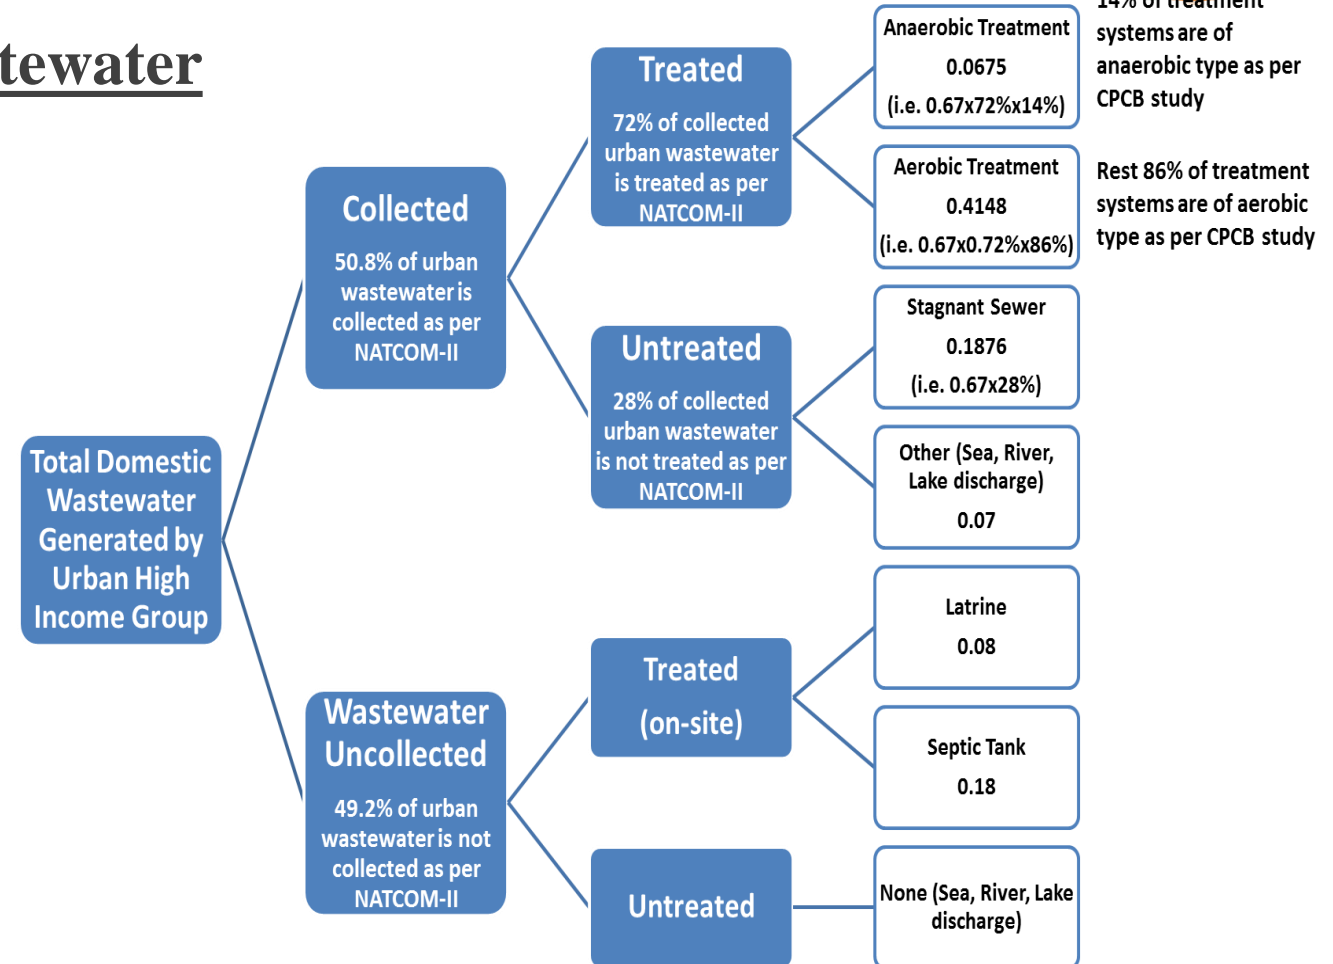 tewater
Total Domestic
Wastewater
Generated by
Urban High
Income Group
Collected
50.8% of urban
wastewater is
collected as per
NATCOM-II
Wastewater
Uncollected
49.2% of urban
wastewater is not
collected as per
NATCOM-II
Treated
72% of collected
urban wastewater
is treated as per
NATCOM-II
Untreated
28% of collected
urban wastewater
is not treated as per
NATCOM-II
Treated
(on-site)
Untreated
Anaerobic Treatment
0.0675
(i.e. 0.67x72%x14%)
Aerobic Treatment
0.4148
(i.e. 0.67x0.72%x86%)
Stagnant Sewer
0.1876
(i.e. 0.67x28%)
Other (Sea, River,
Lake discharge)
0.07
Latrine
0.08
Septic Tank
0.18
None (Sea, River, Lake
discharge)
14% of treatment
systems are of
anaerobic type as per
CPCB study
Rest 86% of treatment
systems are of aerobic
type as per CPCB study